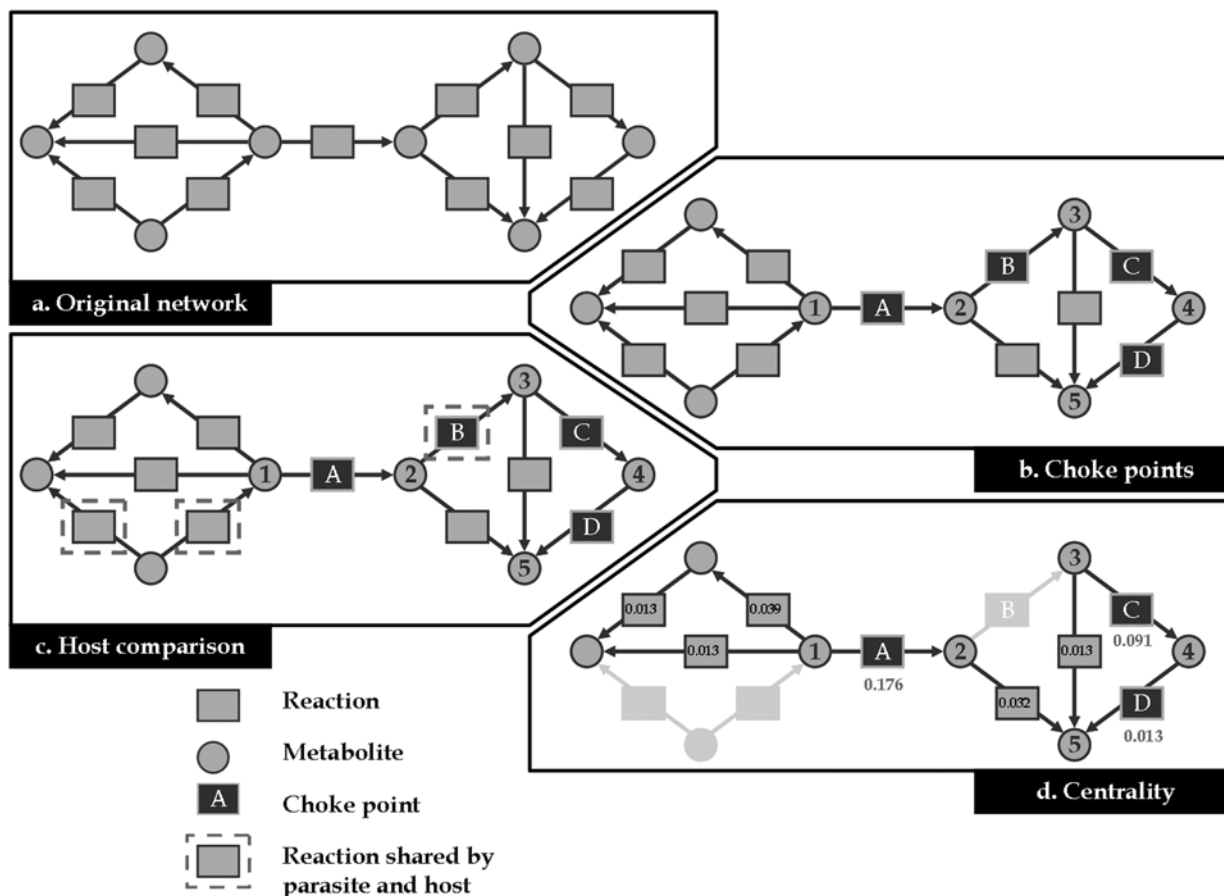 a. Original network
3
B
C
1
A
2
4
D
5
b. Choke points
3
B
C
1
A
2
4
D
5
c. Host comparison
3
B
C
0.013
0.039
0.091
0.013
1
A
2
0.013
4
0.176
0.032
D
5
0.013
d. Centrality
Reaction
Metabolite
A
Choke point
Reaction shared by
parasite and host